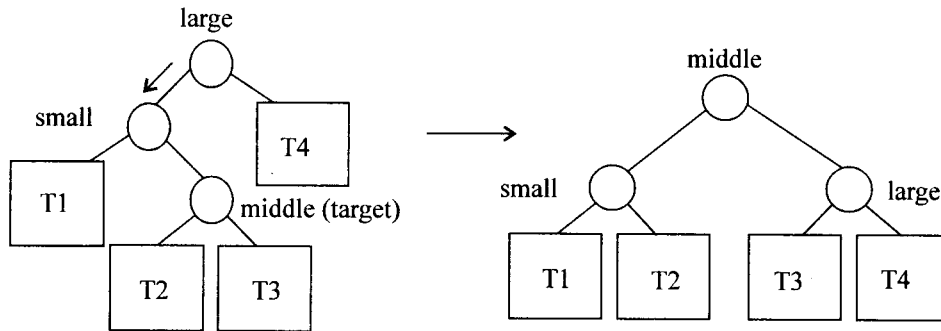 large
small
T4
T1
middle (target)
T2
T3
middle
small
large
T1
T2
T3
T4